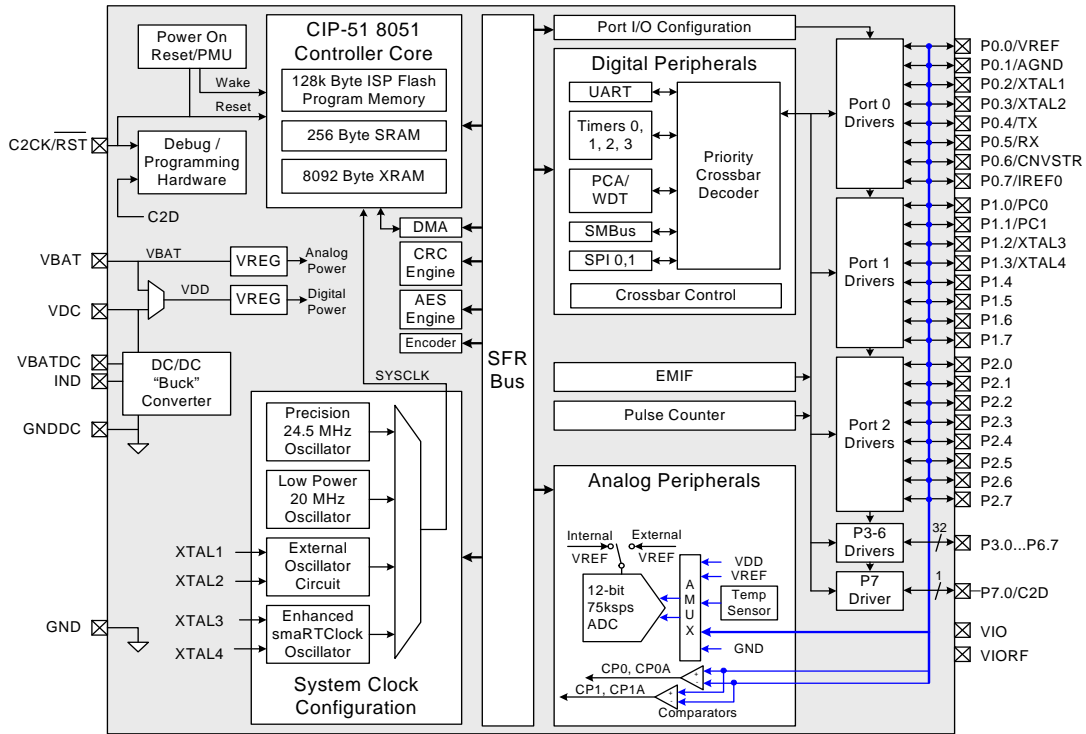 Power On
Reset/PMU
Wake
Reset
C2CK/RST
Debug /
Programming
Hardware
C2D
CIP-51 8051
Controller Core
128k Byte ISP Flash
Program Memory
256 Byte SRAM
8092 Byte XRAM
DMA
CRC
Engine
AES
Engine
Encoder
VBAT
VBAT
VREG
Analog
Power
VDC
VDD
VREG
Digital
Power
VBATDC
IND
DC/DC
“Buck”
Converter
GNDDC
SYSCLK
Precision
24.5 MHz
Oscillator
Low Power
20 MHz
Oscillator
XTAL1
XTAL2
External
Oscillator
Circuit
XTAL3
XTAL4
Enhanced
smaRTClock
Oscillator
GND
System Clock
Configuration
SFR
Bus
Port I/O Configuration
Digital Peripherals
UART
Timers 0,
1, 2, 3
PCA/
WDT
SMBus
SPI 0,1
Priority
Crossbar
Decoder
Crossbar Control
EMIF
Pulse Counter
Analog Peripherals
Internal
VREF
External
VREF
12-bit
75ksps
ADC
A
M
U
X
VDD
VREF
Temp
Sensor
GND
CP0, CP0A
+
-
CP1, CP1A
+
-
Comparators
Port 0
Drivers
Port 1
Drivers
Port 2
Drivers
P3-6
Drivers
P7
Driver
32
1
P0.0/VREF
P0.1/AGND
P0.2/XTAL1
P0.3/XTAL2
P0.4/TX
P0.5/RX
P0.6/CNVSTR
P0.7/IREF0
P1.0/PC0
P1.1/PC1
P1.2/XTAL3
P1.3/XTAL4
P1.4
P1.5
P1.6
P1.7
P2.0
P2.1
P2.2
P2.3
P2.4
P2.5
P2.6
P2.7
P3.0...P6.7
P7.0/C2D
VIO
VIORF